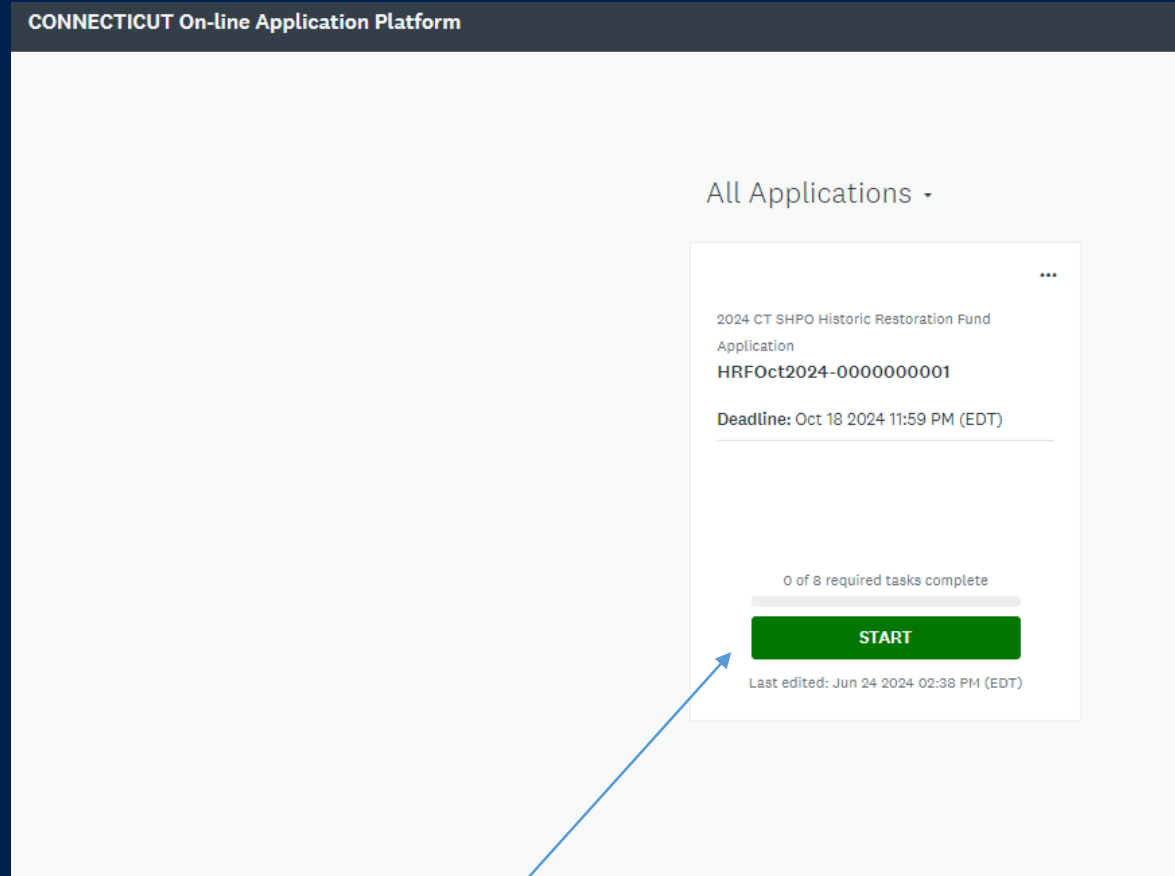 CONNECTICUT On-line Application Platform
All Applications
2024 CT SHPO Historic Restoration Fund
Application
HRFOct2024-0000000001
Deadline: Oct 18 2024 11:59 PM (EDT)
0 of 8 required tasks complete
START
Last edited: Jun 24 2024 02:38 PM (EDT)